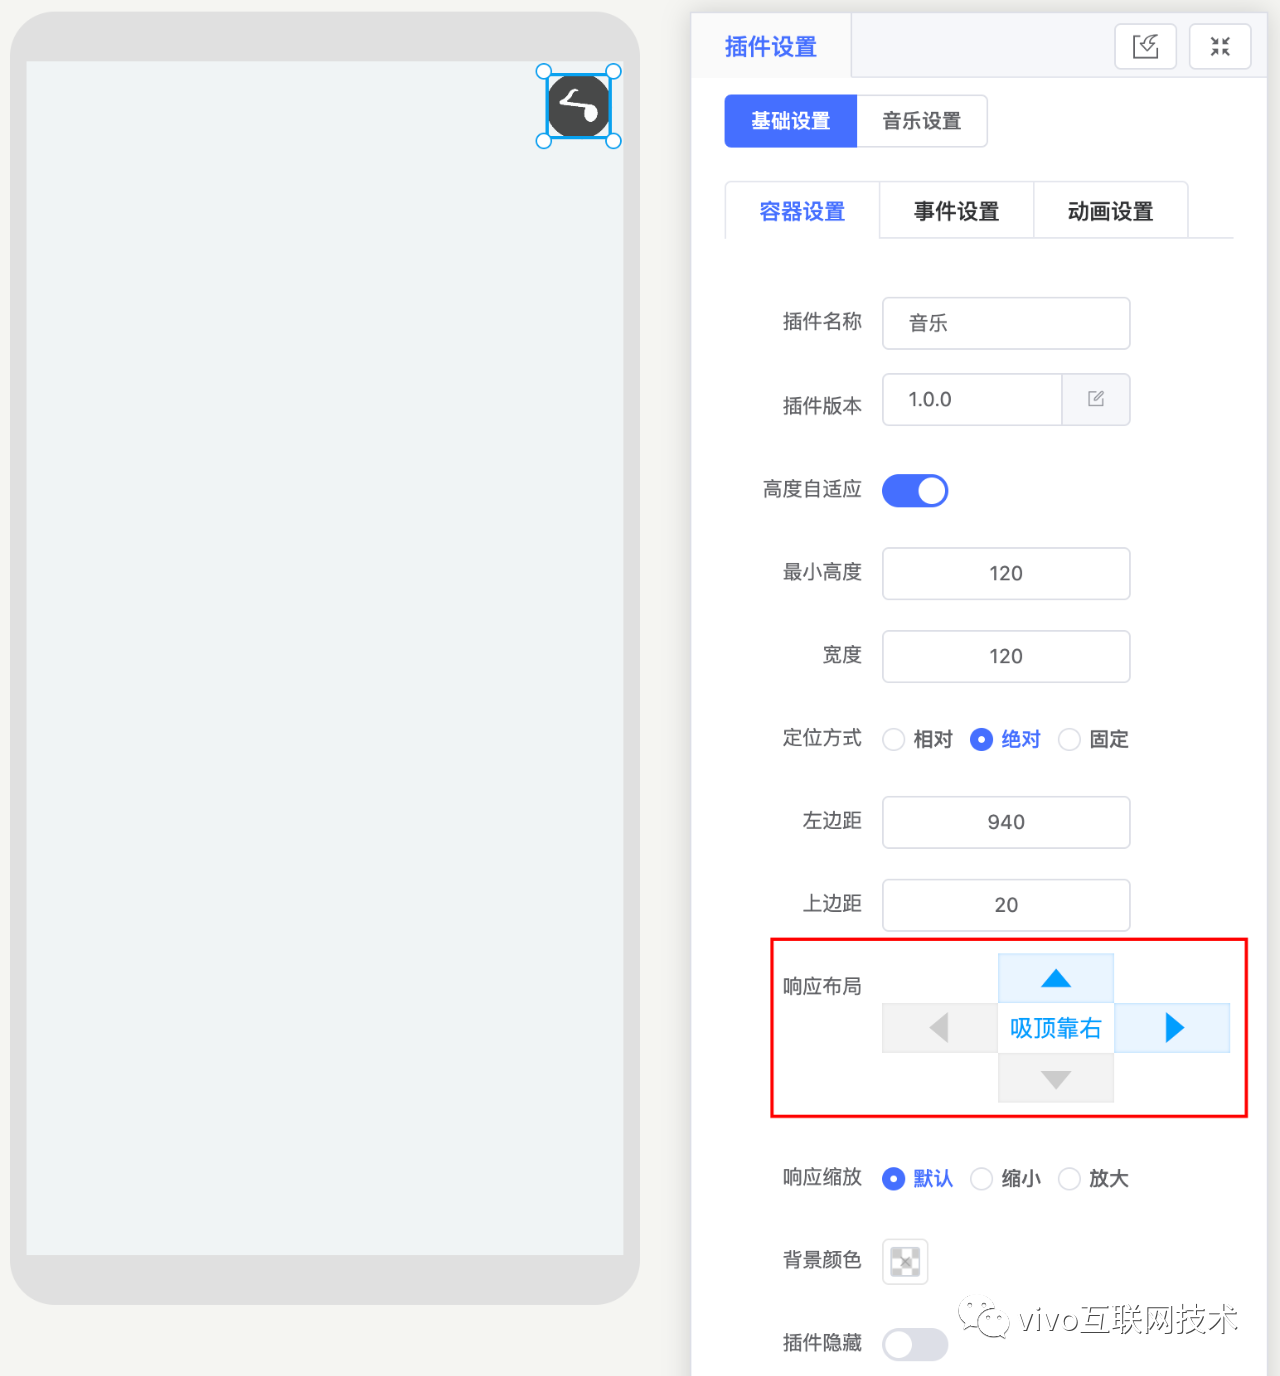 插件设置
基础设置 音乐设置
容器设置 事件设置 动画设置
插件名称 音乐
插件版本 1.0.0
高度自适应
最小高度 120
宽度 120
定位方式 相对 绝对 固定
左边距 940
上边距 20
响应布局
吸顶靠右
响应缩放 默认 缩小 放大
背景颜色
vivo互联网技术
插件隐藏